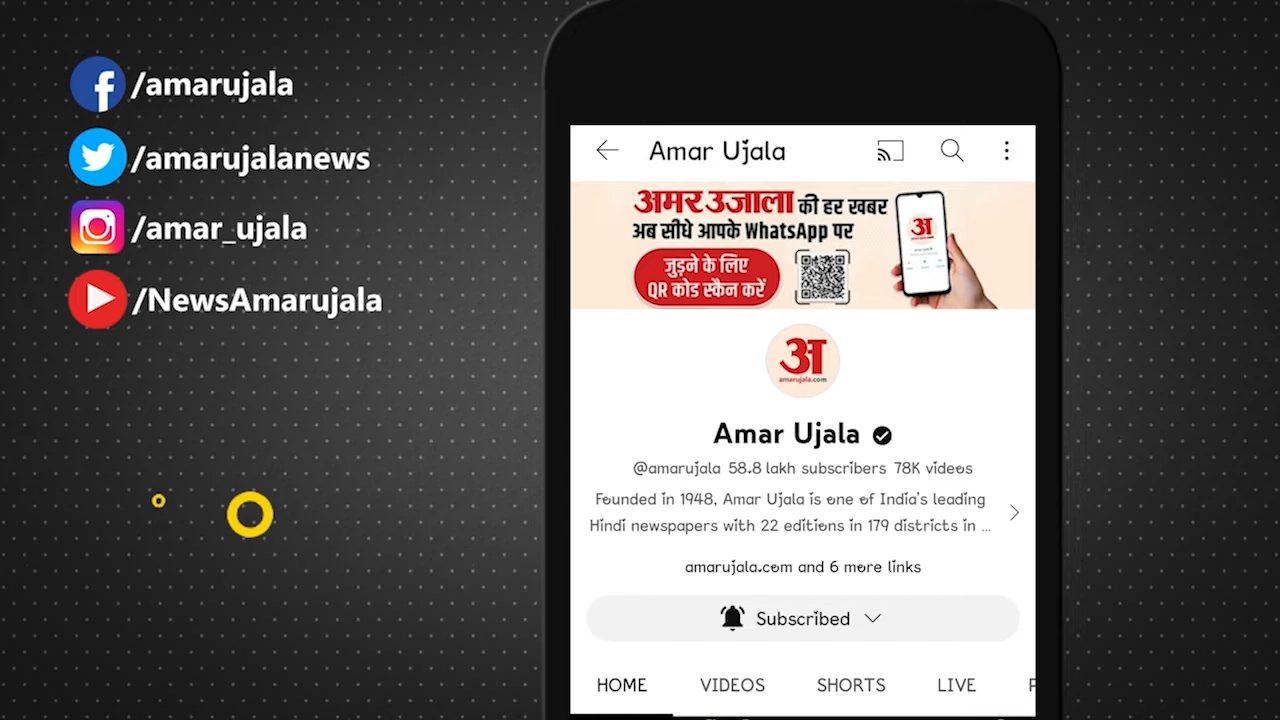 /amarujala
/amarujalanews
/amar_ujala
/NewsAmarujala
Amar Ujala
अमर उजाला की हर खबर
अब सीधे आपके WhatsApp पर
जुड़ने के लिए
QR कोड स्कैन करें
अ
अ
amarujala.com
Amar Ujala
@amarujala 58.8 lakh subscribers 78K videos
Founded in 1948, Amar Ujala is one of India's leading
Hindi newspapers with 22 editions in 179 districts in ...
amarujala.com and 6 more links
Subscribed
HOME VIDEOS SHORTS LIVE